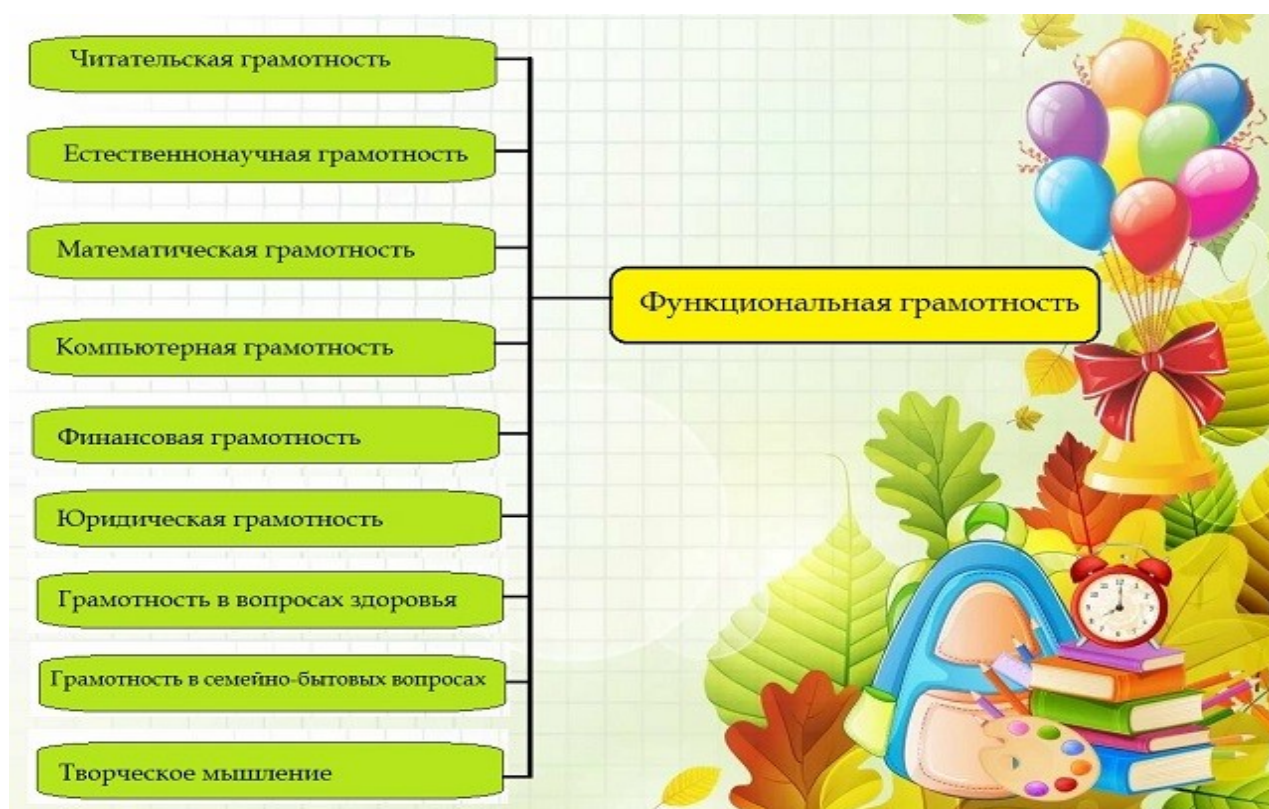 Читательская грамотность
Естественнонаучная грамотность
Математическая грамотность
Компьютерная грамотность
Финансовая грамотность
Юридическая грамотность
Грамотность в вопросах здоровья
Грамотность в семейно-бытовых вопросах
Творческое мышление
Функциональная грамотность